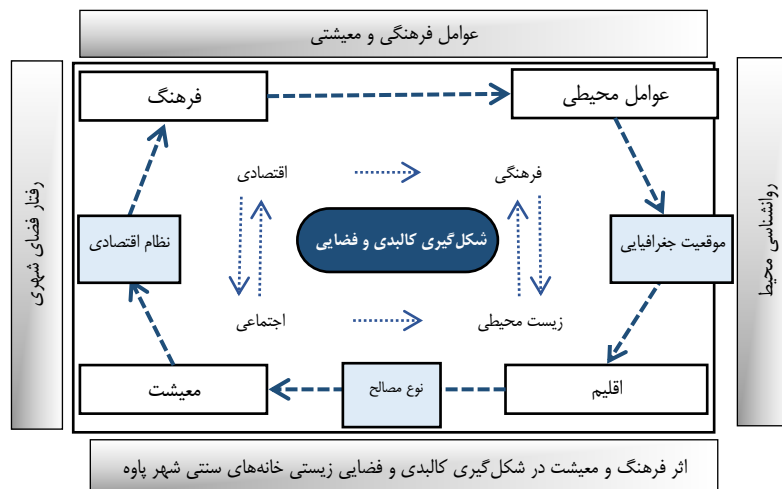 عوامل فرهنگی و معیشتی
روانشناسی محیط
رفتار فضای شهری
عوامل محیطی
فرهنگ
فرهنگی
اقتصادی
موقعیت جغرافیایی
شکل‌گیری کالبدی و فضایی
نظام اقتصادی
زیست محیطی
اجتماعی
اقلیم
نوع مصالح
معیشت
اثر فرهنگ و معیشت در شکل‌گیری کالبدی و فضایی زیستی خانه‌های سنتی شهر پاوه